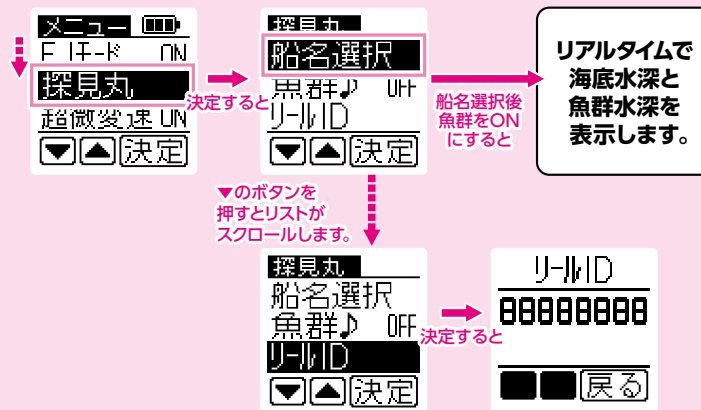 メニュー
FIモード ON
探見丸
超微変速 ON
▼▲決定
決定すると
探見丸
船名選択
魚群♪ OFF
リールID
▼▲決定
船名選択後
魚群をON
にすると
リアルタイムで
海底水深と
魚群水深を
表示します。
▼のボタンを
押すとリストが
スクロールします。
探見丸
船名選択
魚群♪ OFF
リールID
▼▲決定
決定すると
リールID
88888888
戻る